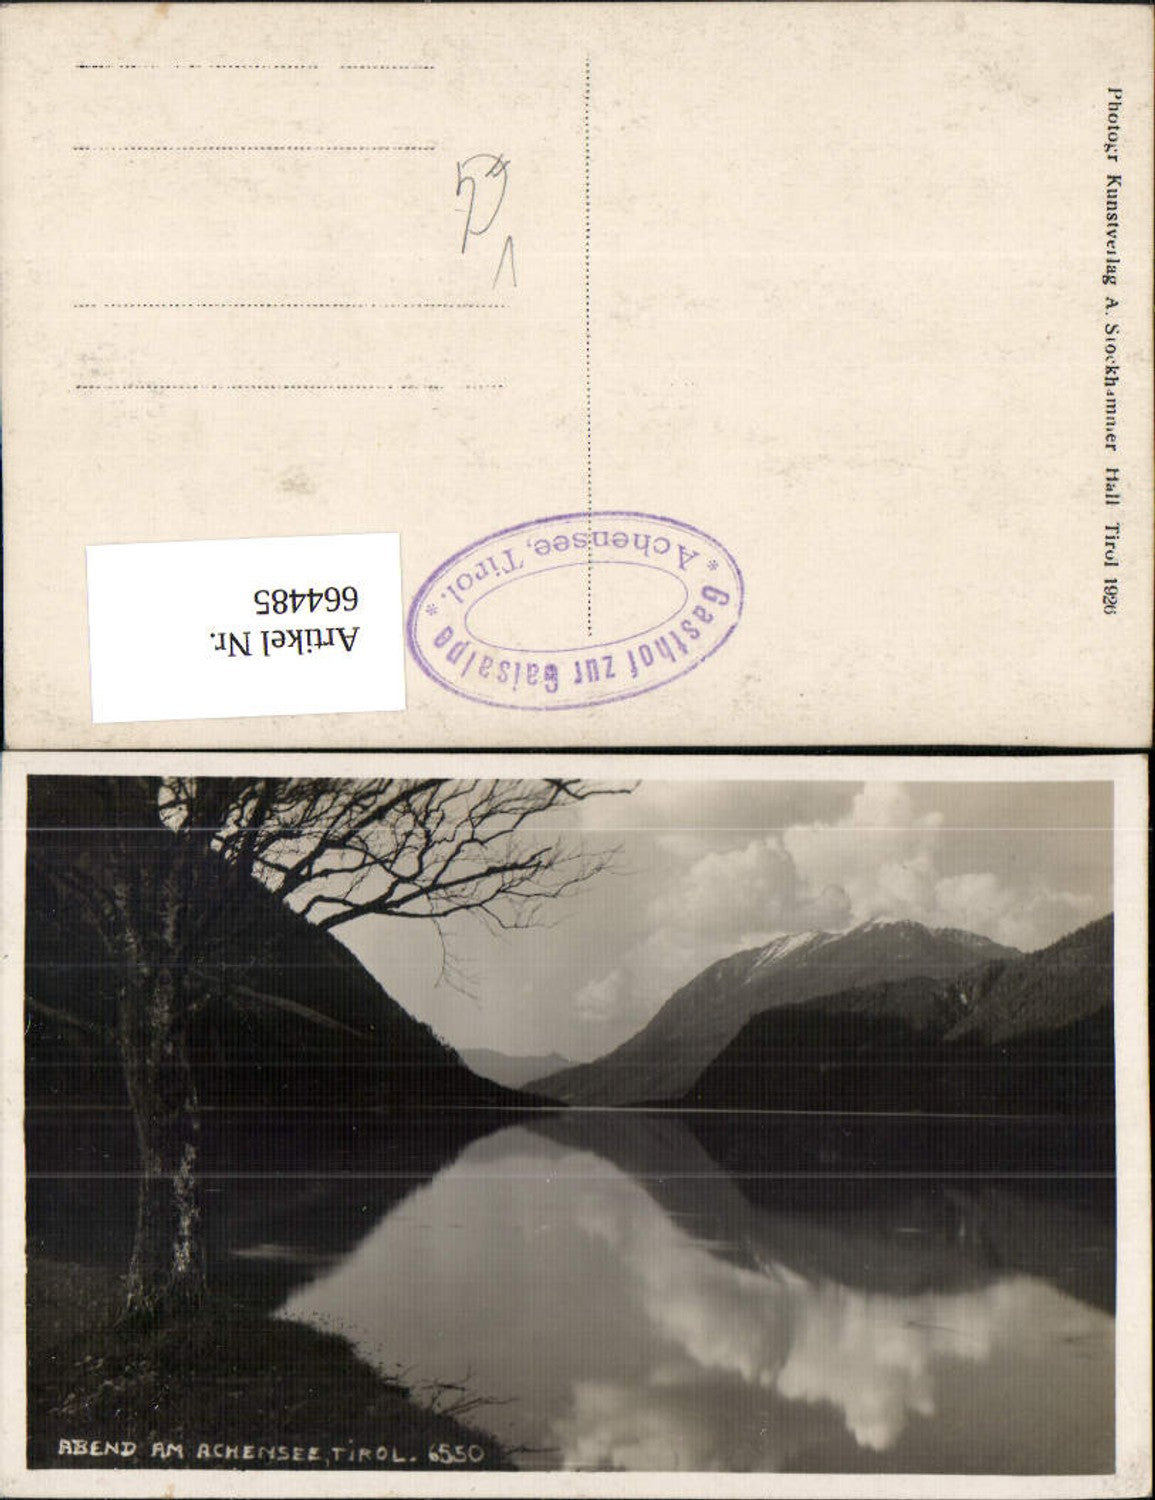 Photogr Kunstverlag A. Stockhammer Hall Tirol 1926
Gasthof zur Gaisalpe
* Achensee, Tirol. *
Artikel Nr.
664485
ABEND AM ACHENSEE, TIROL. 6550